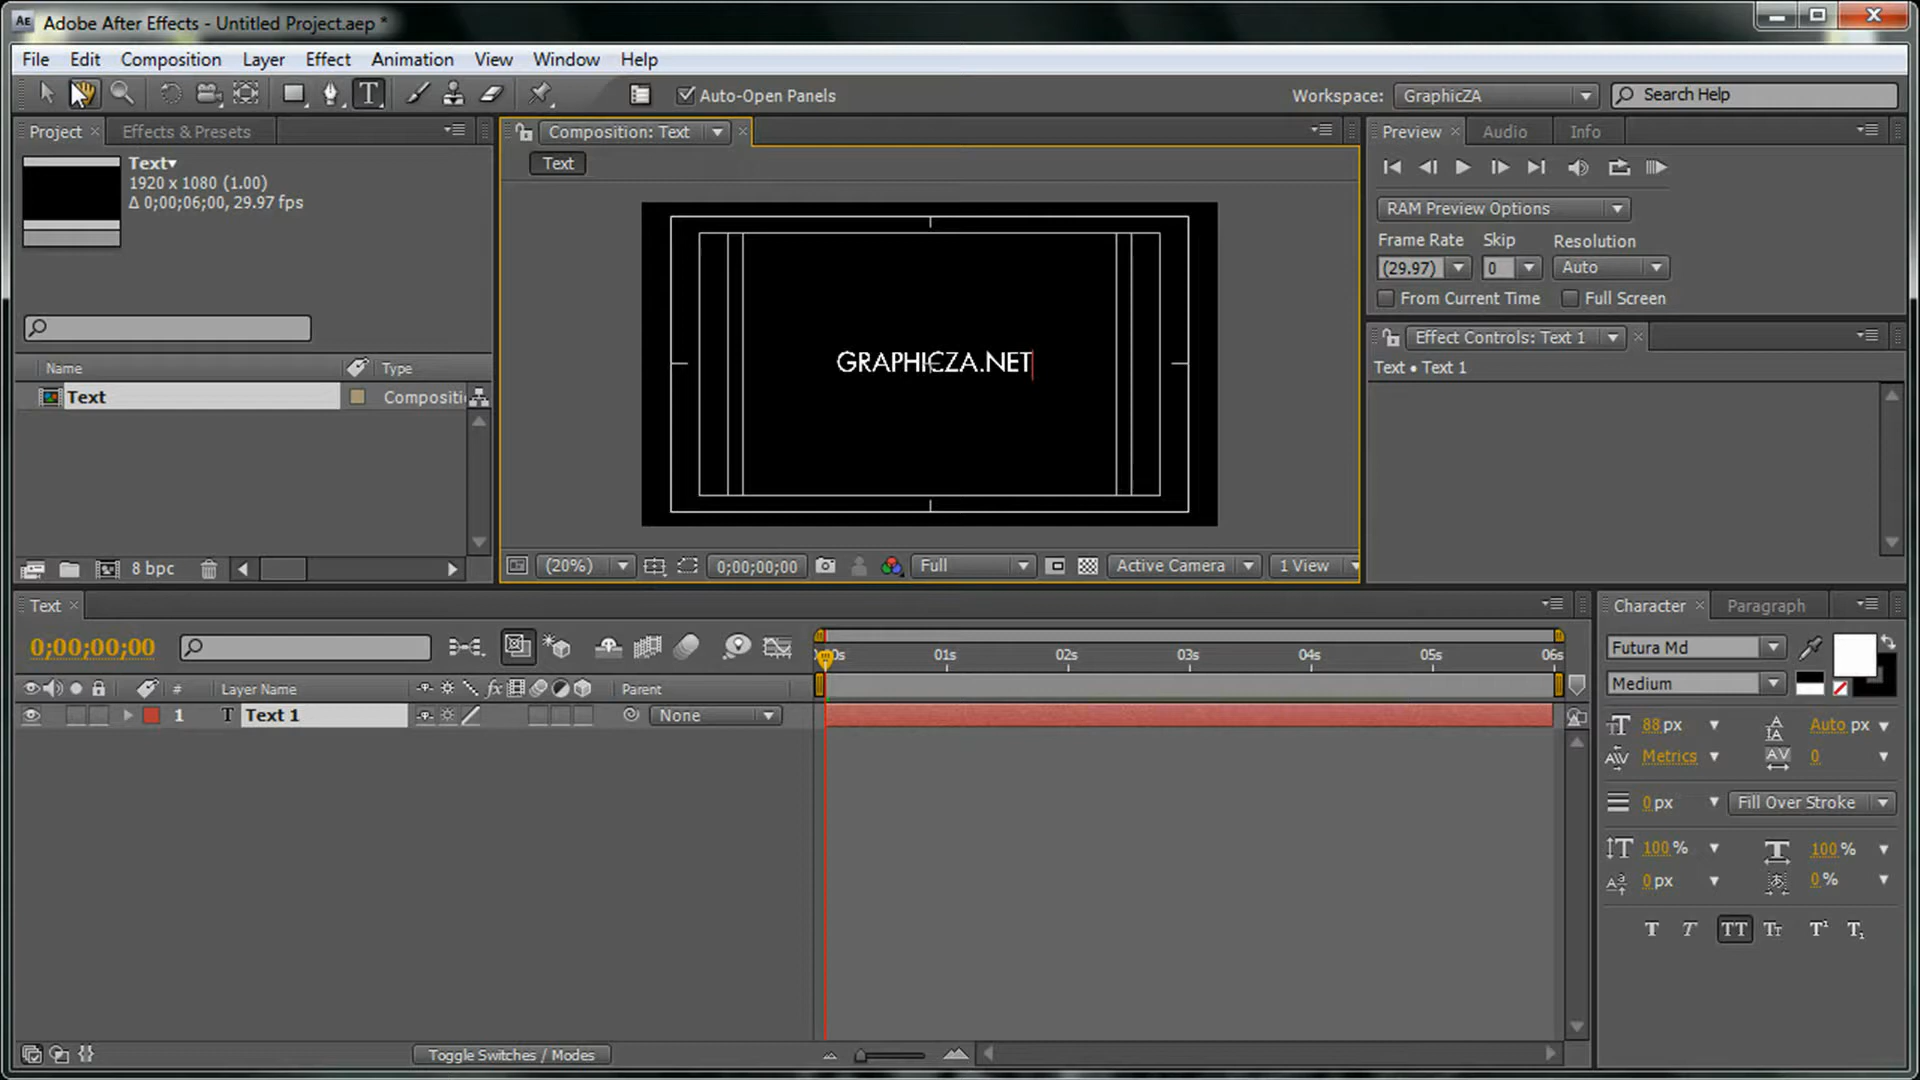 Adobe After Effects - Untitled Project.aep *
File Edit Composition Layer Effect Animation View Window Help
Auto-Open Panels
Workspace: GraphicZA
Search Help
Project
Effects & Presets
Text
1920 x 1080 (1.00)
Δ 0;00;06;00, 29.97 fps
Name Type
Text Compositi
8 bpc
Composition: Text
Text
GRAPHICZA.NET
(20%) 0;00;00;00 Full Active Camera 1 View
Preview Audio Info
RAM Preview Options
Frame Rate Skip Resolution
(29.97) 0 Auto
From Current Time Full Screen
Effect Controls: Text 1
Text • Text 1
Text
0;00;00;00
0s 01s 02s 03s 04s 05s 06s
# Layer Name Parent
1 T Text 1 None
Toggle Switches / Modes
Character Paragraph
Futura Md
Medium
88 px Auto px
Metrics 0
0 px Fill Over Stroke
100 % 100 %
0 px 0 %
T T TT Tt T¹ T₁